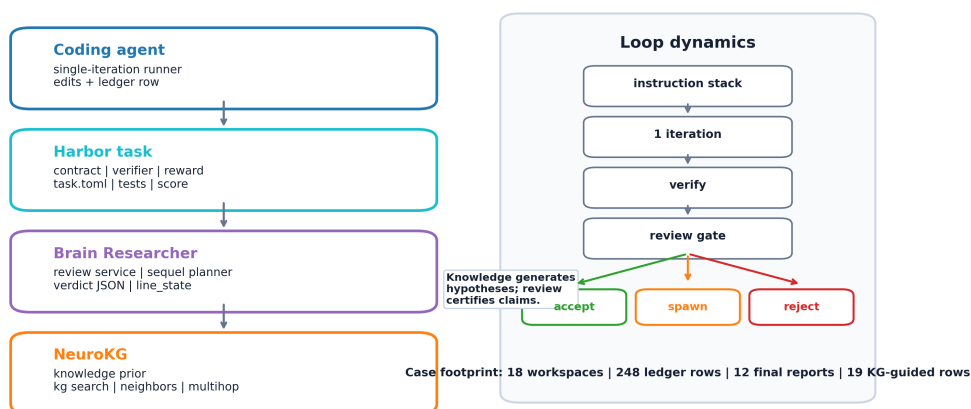 Coding agent
single-iteration runner
edits + ledger row
Harbor task
contract | verifier | reward
task.toml | tests | score
Brain Researcher
review service | sequel planner
verdict JSON | line_state
NeuroKG
knowledge prior
kg search | neighbors | multihop
Loop dynamics
instruction stack
1 iteration
verify
review gate
Knowledge generates
hypotheses; review
certifies claims.
accept
spawn
reject
Case footprint: 18 workspaces | 248 ledger rows | 12 final reports | 19 KG-guided rows